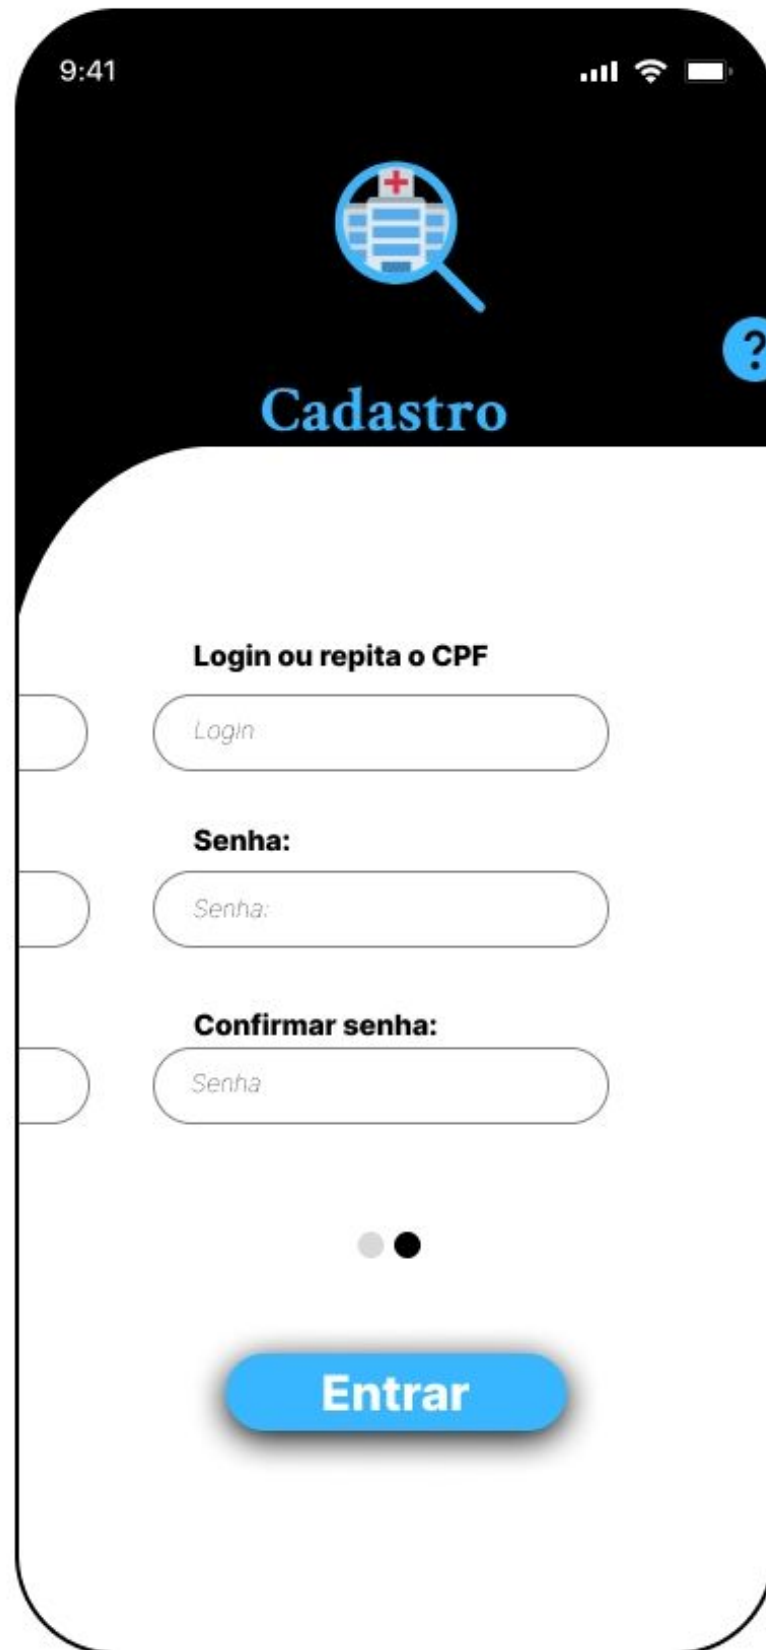 9:41
?
Cadastro
Login ou repita o CPF
Login
Senha:
Senha:
Confirmar senha:
Senha
Entrar